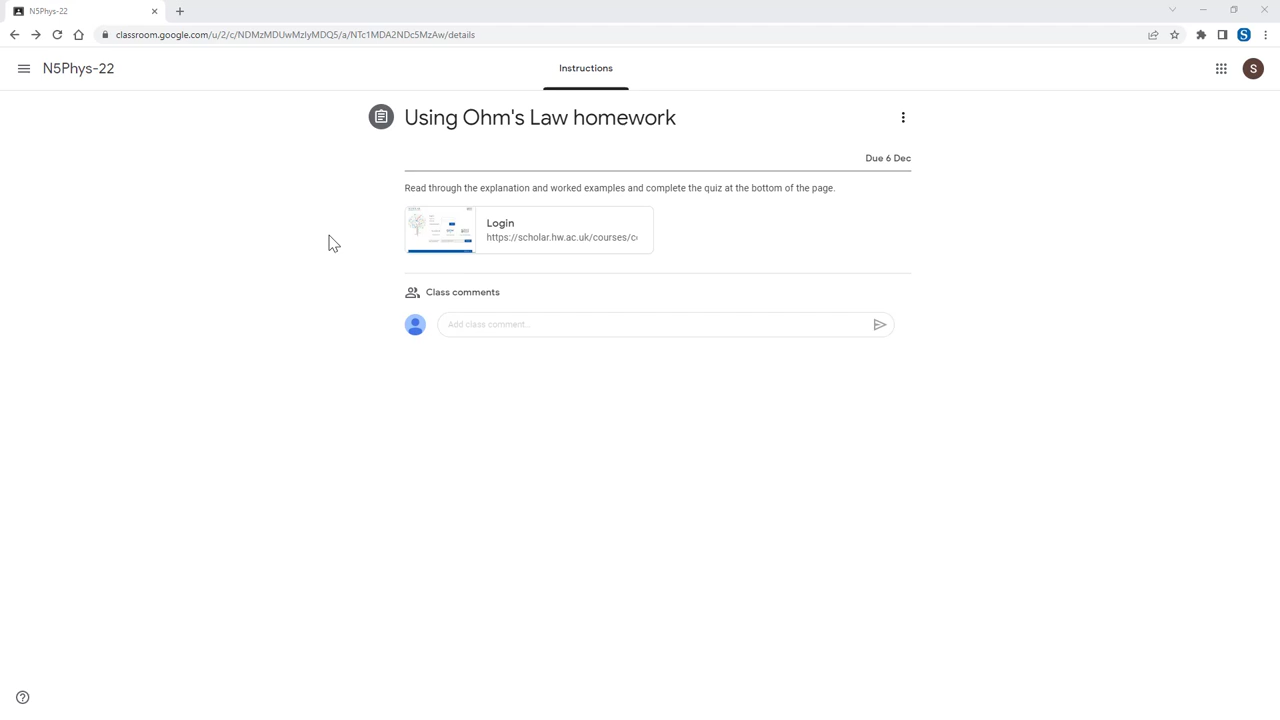 N5Phys-22
classroom.google.com/u/2/c/NDMzMDUwMzIyMDQ5/a/NTc1MDA2NDc5MzAw/details
S
N5Phys-22
Instructions
S
Using Ohm's Law homework
Due 6 Dec
Read through the explanation and worked examples and complete the quiz at the bottom of the page.
Login
https://scholar.hw.ac.uk/courses/c
Class comments
Add class comment...